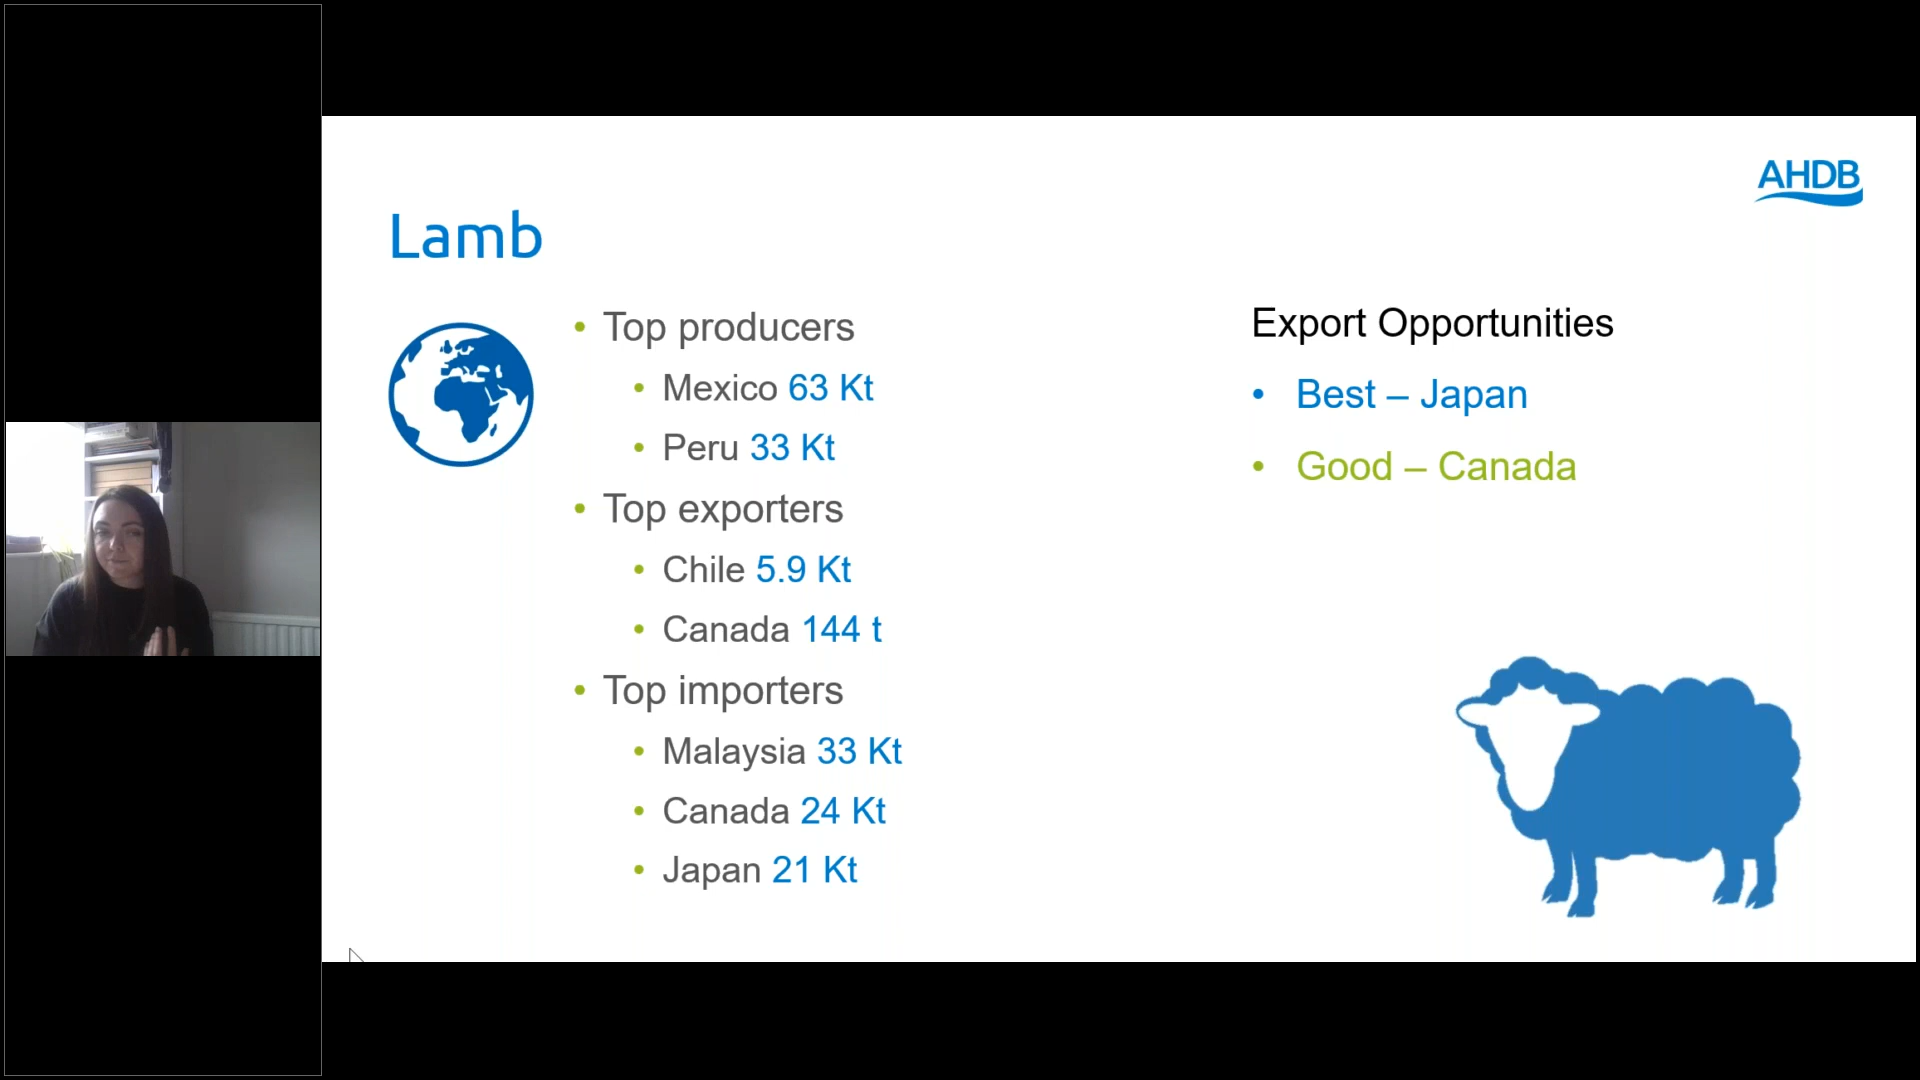 AHDB
Lamb
• Top producers
• Mexico 63 Kt
• Peru 33 Kt
• Top exporters
• Chile 5.9 Kt
• Canada 144 t
• Top importers
• Malaysia 33 Kt
• Canada 24 Kt
• Japan 21 Kt
Export Opportunities
• Best – Japan
• Good – Canada